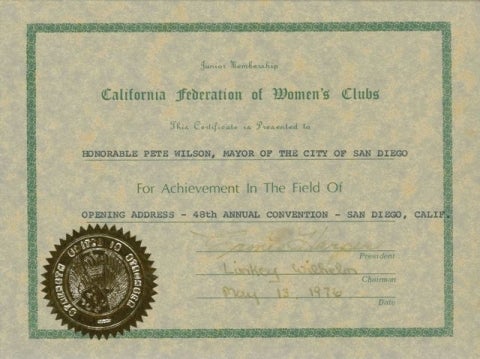 Junior Membership
California Federation of Women's Clubs
This Certificate is Presented to
HONORABLE PETE WILSON, MAYOR OF THE CITY OF SAN DIEGO
For Achievement In The Field Of
OPENING ADDRESS - 48th ANNUAL CONVENTION - SAN DIEGO, CALIF.
President
Linkey Wilhelm
Chairman
May 13, 1976
Date